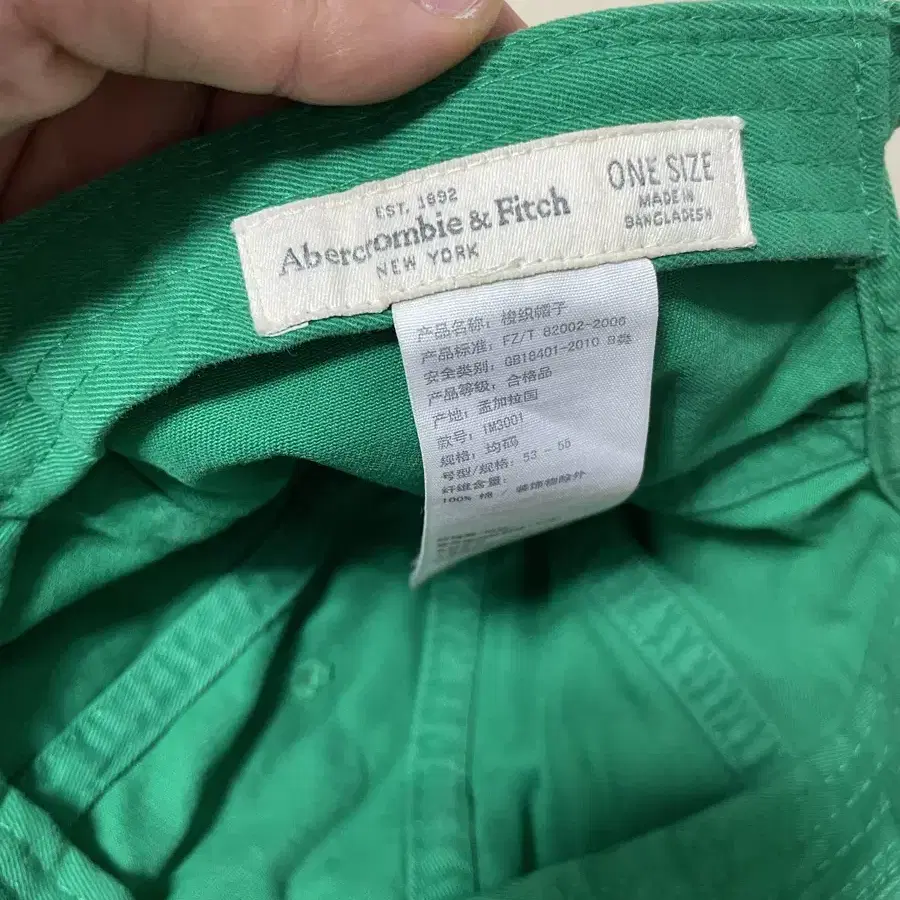 EST. 1892
Abercrombie & Fitch
NEW YORK
ONE SIZE
MADE IN
BANGLADESH
产品名称: 梭织帽子
产品标准: FZ/T 82002-2006
安全类别: GB18401-2010 B类
产品等级: 合格品
产地: 孟加拉国
款号: IM3001
规格: 均码
号型/规格: 53 - 55
纤维含量:
100% 棉 / 装饰物除外